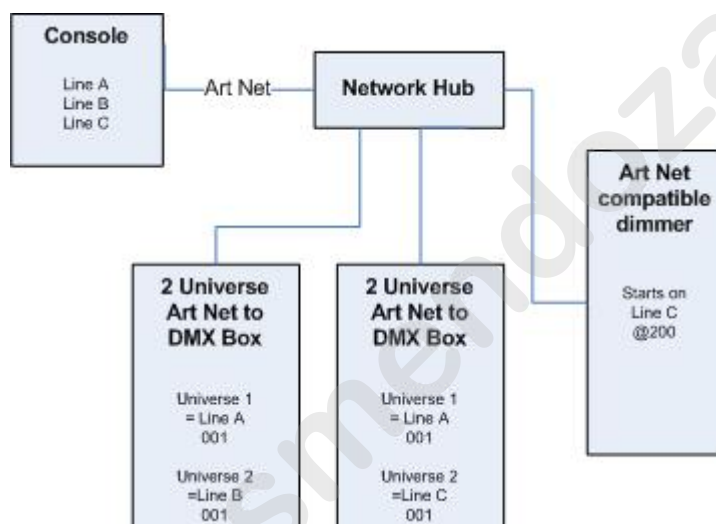 Console
Line A
Line B
Line C
Art Net
Network Hub
Art Net
compatible
dimmer
Starts on
Line C
@200
2 Universe
Art Net to
DMX Box
Universe 1
= Line A
001
Universe 2
=Line B
001
2 Universe
Art Net to
DMX Box
Universe 1
= Line A
001
Universe 2
=Line C
001
smendoza